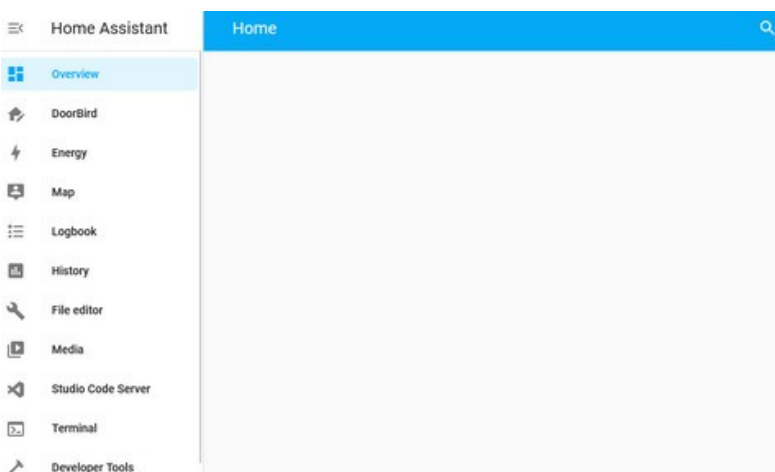 Home Assistant
Home
Overview
DoorBird
Energy
Map
Logbook
History
File editor
Media
Studio Code Server
Terminal
Developer Tools